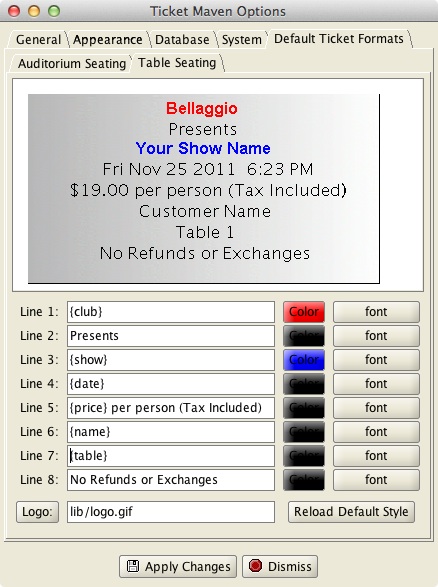 Ticket Maven Options
General Appearance Database System Default Ticket Formats
Auditorium Seating Table Seating
Bellaggio
Presents
Your Show Name
Fri Nov 25 2011 6:23 PM
$19.00 per person (Tax Included)
Customer Name
Table 1
No Refunds or Exchanges
Line 1: {club} Color font
Line 2: Presents Color font
Line 3: {show} Color font
Line 4: {date} Color font
Line 5: {price} per person (Tax Included) Color font
Line 6: {name} Color font
Line 7: {table} Color font
Line 8: No Refunds or Exchanges Color font
Logo: lib/logo.gif Reload Default Style
Apply Changes Dismiss